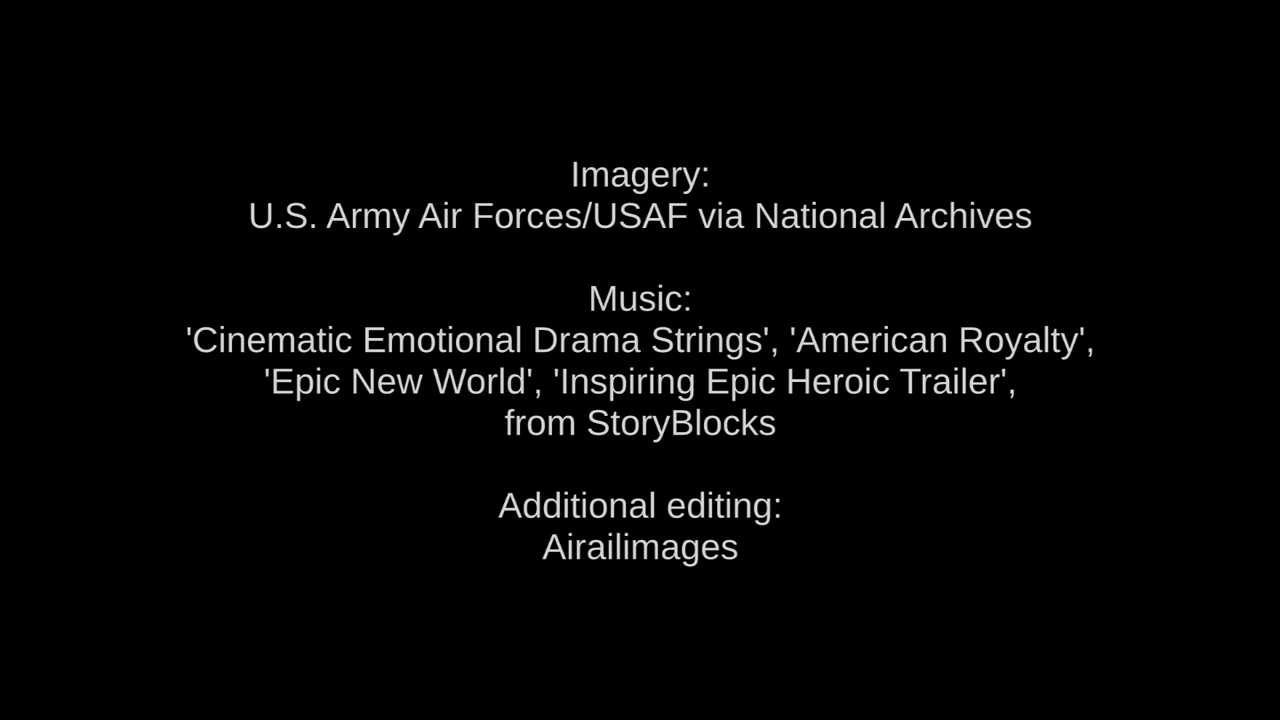 Imagery:
U.S. Army Air Forces/USAF via National Archives
Music:
'Cinematic Emotional Drama Strings', 'American Royalty',
'Epic New World', 'Inspiring Epic Heroic Trailer',
from StoryBlocks
Additional editing:
Airailimages